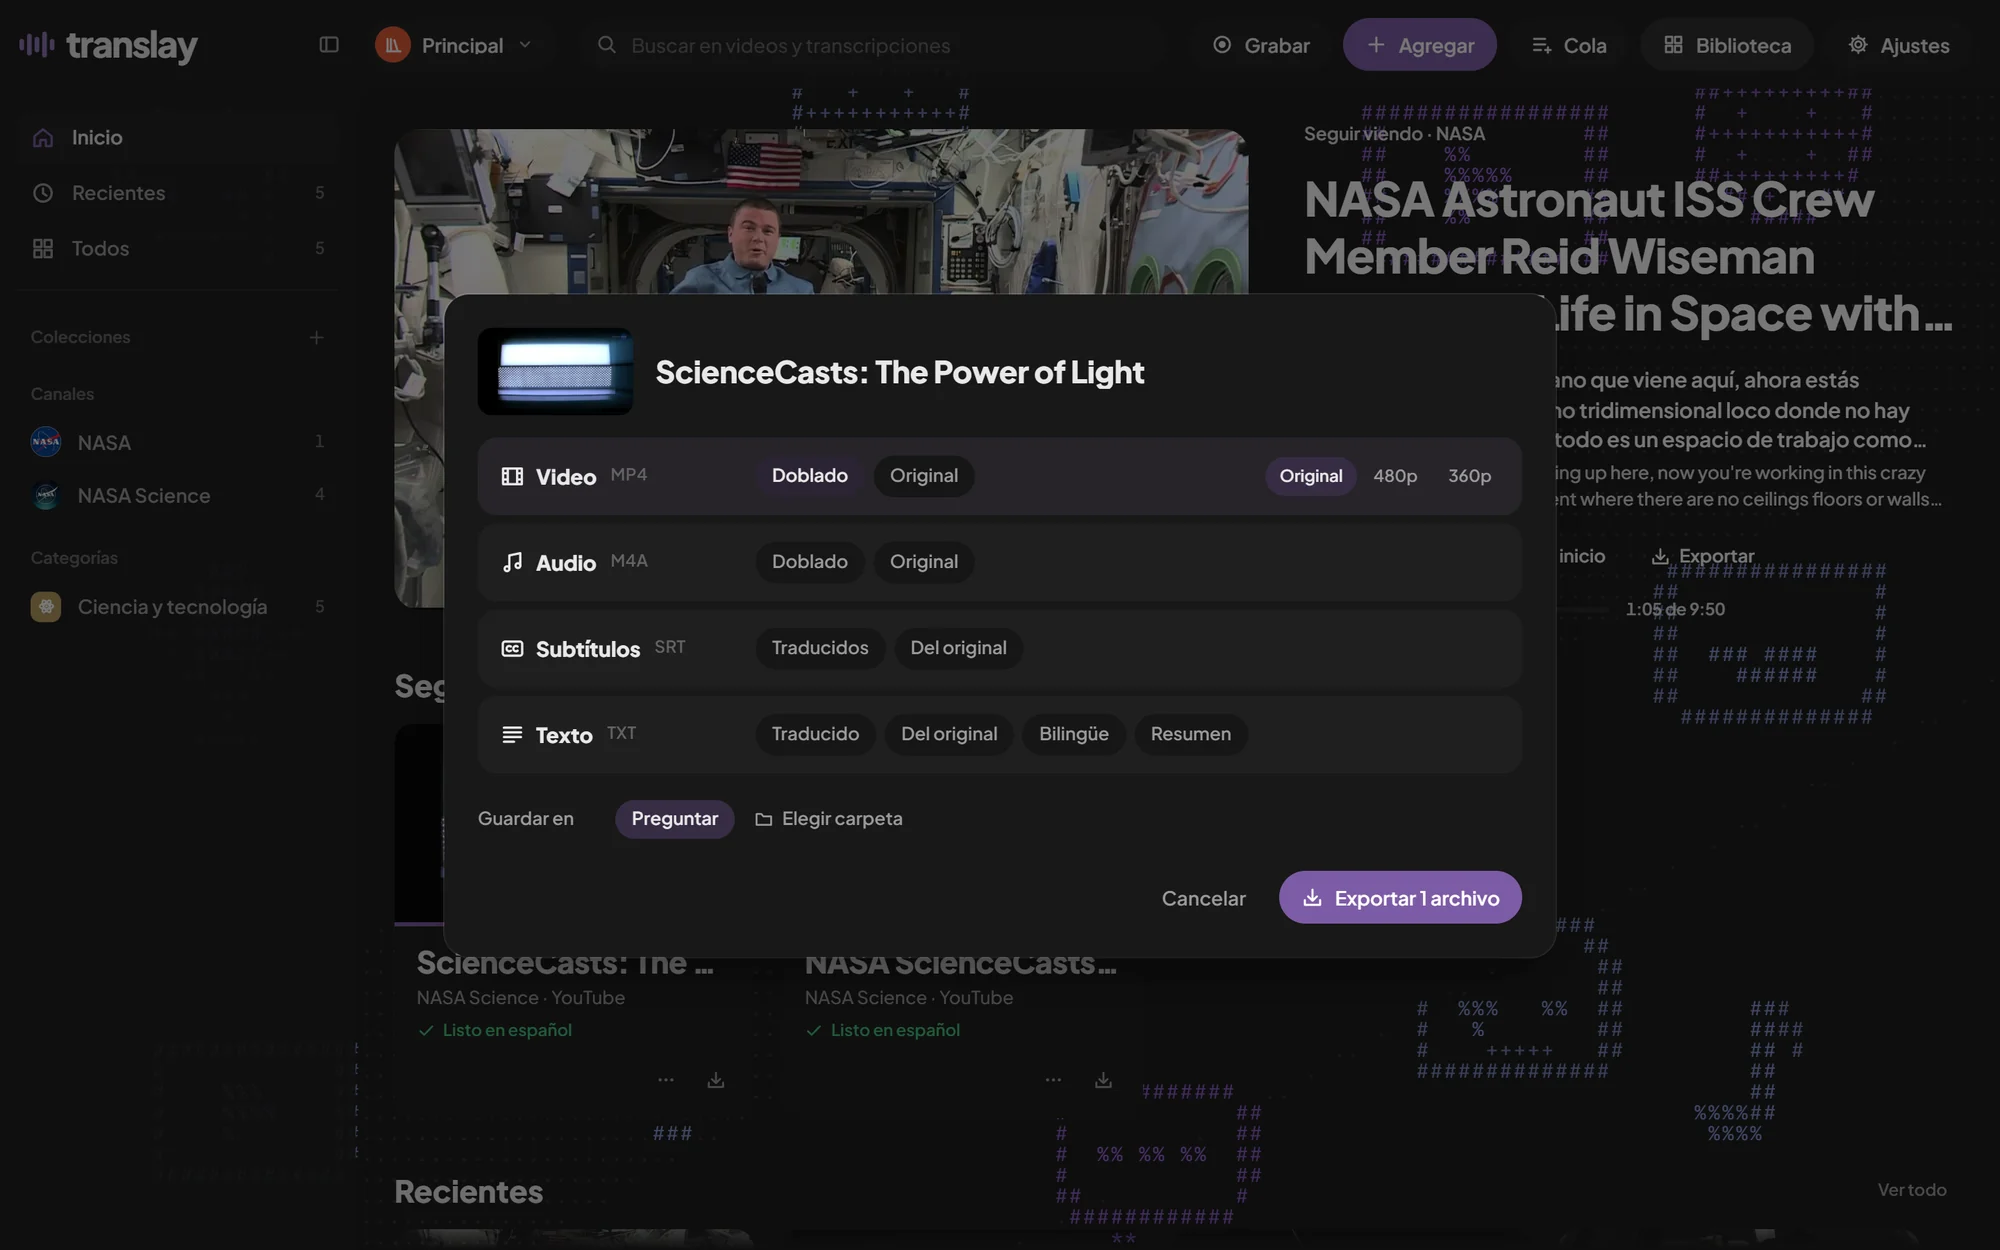 translay
Principal
Buscar en videos y transcripciones
Grabar
Agregar
Cola
Biblioteca
Ajustes
Inicio
Recientes 5
Todos 5
Colecciones
Canales
NASA 1
NASA Science 4
Categorías
Ciencia y tecnología 5
Seguir viendo · NASA
NASA Astronaut ISS Crew
Member Reid Wiseman
Life in Space with...
ano que viene aquí, ahora estás
no tridimensional loco donde no hay
todo es un espacio de trabajo como...
ing up here, now you're working in this crazy
nt where there are no ceilings floors or walls...
inicio
Exportar
1:05 de 9:50
ScienceCasts: The Power of Light
Video MP4 Doblado Original Original 480p 360p
Audio M4A Doblado Original
Subtítulos SRT Traducidos Del original
Texto TXT Traducido Del original Bilingüe Resumen
Guardar en Preguntar Elegir carpeta
Cancelar Exportar 1 archivo
Seg
ScienceCasts: The ...
NASA Science · YouTube
Listo en español
NASA ScienceCasts...
NASA Science · YouTube
Listo en español
Recientes
Ver todo